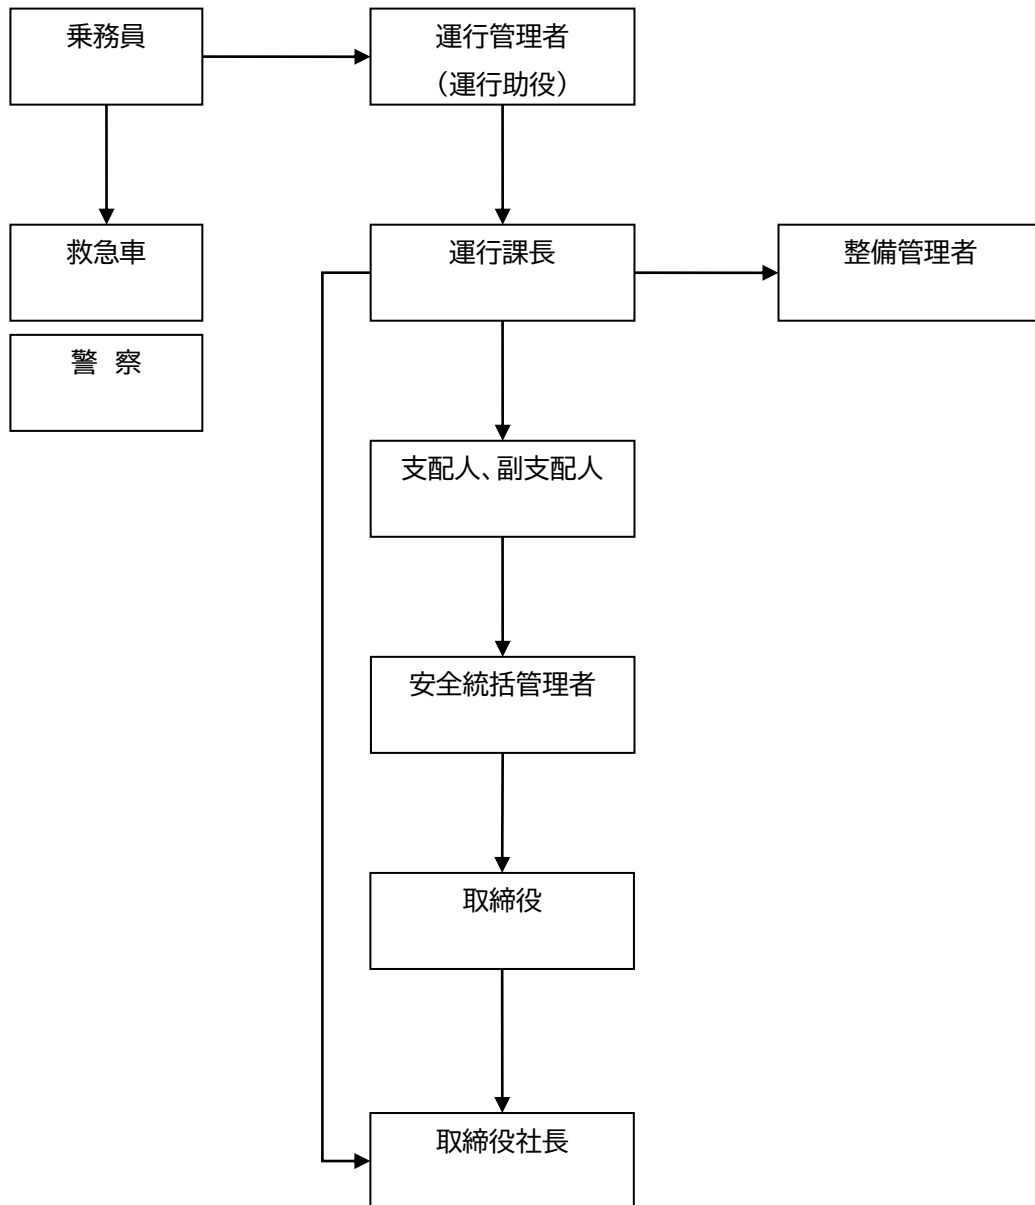 乗務員
運行管理者
（運行助役）
救急車
運行課長
整備管理者
警 察
支配人、副支配人
安全統括管理者
取締役
取締役社長